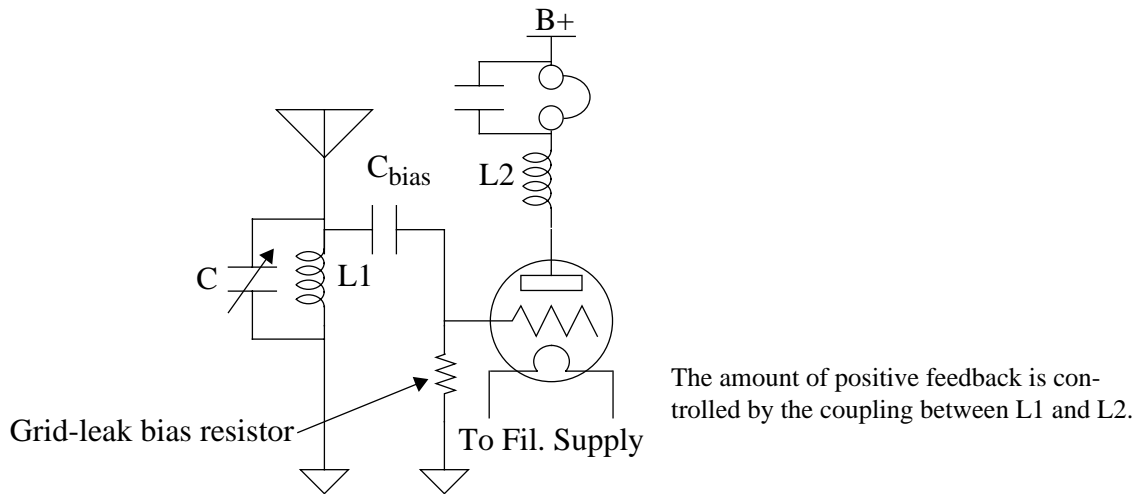 B+
L2
Cbias
C
L1
The amount of positive feedback is con-
trolled by the coupling between L1 and L2.
Grid-leak bias resistor
To Fil. Supply